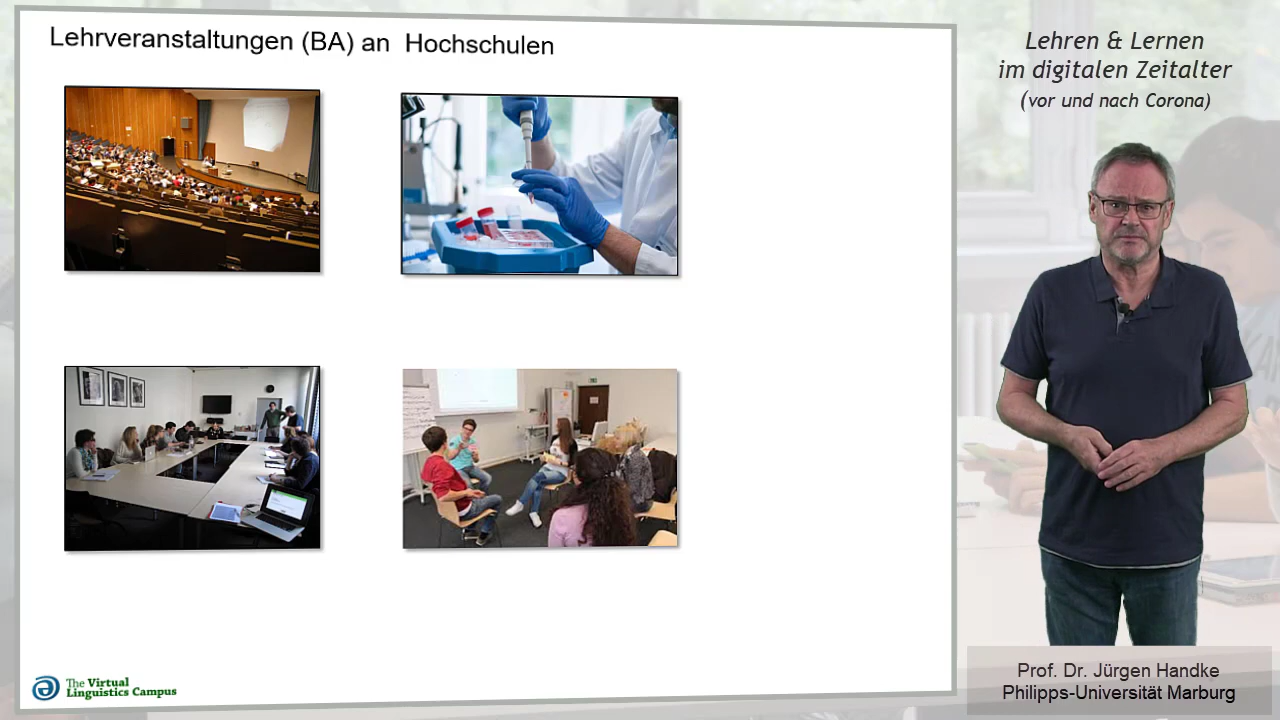 Lehrveranstaltungen (BA) an Hochschulen
Lehren & Lernen
im digitalen Zeitalter
(vor und nach Corona)
The Virtual
Linguistics Campus
Prof. Dr. Jürgen Handke
Philipps-Universität Marburg